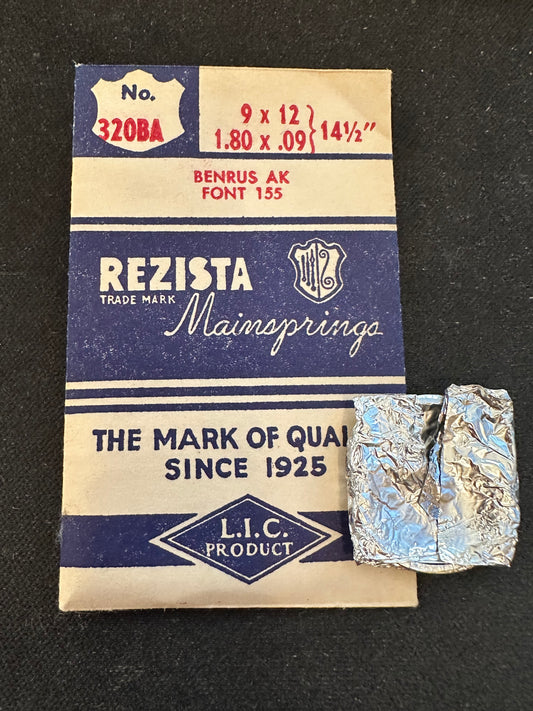 No.
320BA
9 x 12
1.80 x .09
14½"
BENRUS AK
FONT 155
REZISTA
TRADE MARK
Mainsprings
THE MARK OF
SINCE 1925
L.I.C.
PRODUCT